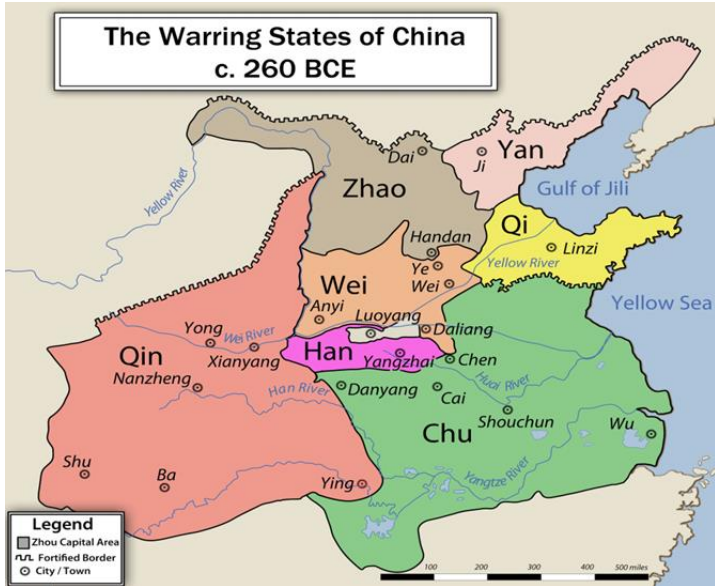 The Warring States of China
c. 260 BCE
Dai
Ji
Yan
Zhao
Yellow River
Gulf of Jili
Qi
Linzi
Handan
Ye
Wei
Yellow River
Wei
Yellow Sea
Anyi
Luoyang
Daliang
Yong
Wei River
Xianyang
Qin
Han
Yangzhai
Chen
Nanzheng
Han River
Danyang
Cai
Huai River
Shouchun
Chu
Wu
Shu
Ba
Ying
Yangtze River
Legend
Zhou Capital Area
Fortified Border
City / Town
100 200 300 400 500 miles